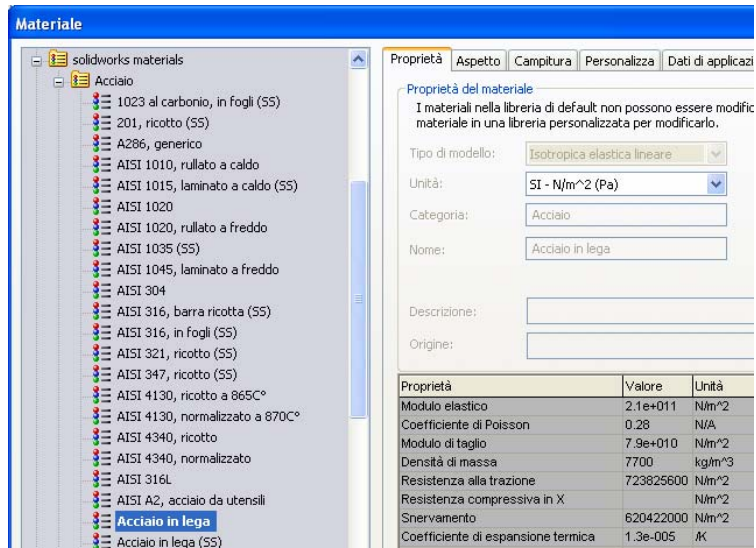 Materiale
solidworks materials
Acciaio
1023 al carbonio, in fogli (SS)
201, ricotto (SS)
A286, generico
AISI 1010, rullato a caldo
AISI 1015, laminato a caldo (SS)
AISI 1020
AISI 1020, rullato a freddo
AISI 1035 (SS)
AISI 1045, laminato a freddo
AISI 304
AISI 316, barra ricotta (SS)
AISI 316, in fogli (SS)
AISI 321, ricotto (SS)
AISI 347, ricotto (SS)
AISI 4130, ricotto a 865C°
AISI 4130, normalizzato a 870C°
AISI 4340, ricotto
AISI 4340, normalizzato
AISI 316L
AISI A2, acciaio da utensili
Acciaio in lega
Acciaio in lega (SS)
Proprietà Aspetto Campitura Personalizza Dati di applicazi
Proprietà del materiale
I materiali nella libreria di default non possono essere modific
materiale in una libreria personalizzata per modificarlo.
Tipo di modello: Isotropica elastica lineare
Unità: SI - N/m^2 (Pa)
Categoria: Acciaio
Nome: Acciaio in lega
Descrizione:
Origine:
Proprietà Valore Unità
Modulo elastico 2.1e+011 N/m^2
Coefficiente di Poisson 0.28 N/A
Modulo di taglio 7.9e+010 N/m^2
Densità di massa 7700 kg/m^3
Resistenza alla trazione 723825600 N/m^2
Resistenza compressiva in X N/m^2
Snervamento 620422000 N/m^2
Coefficiente di espansione termica 1.3e-005 /K